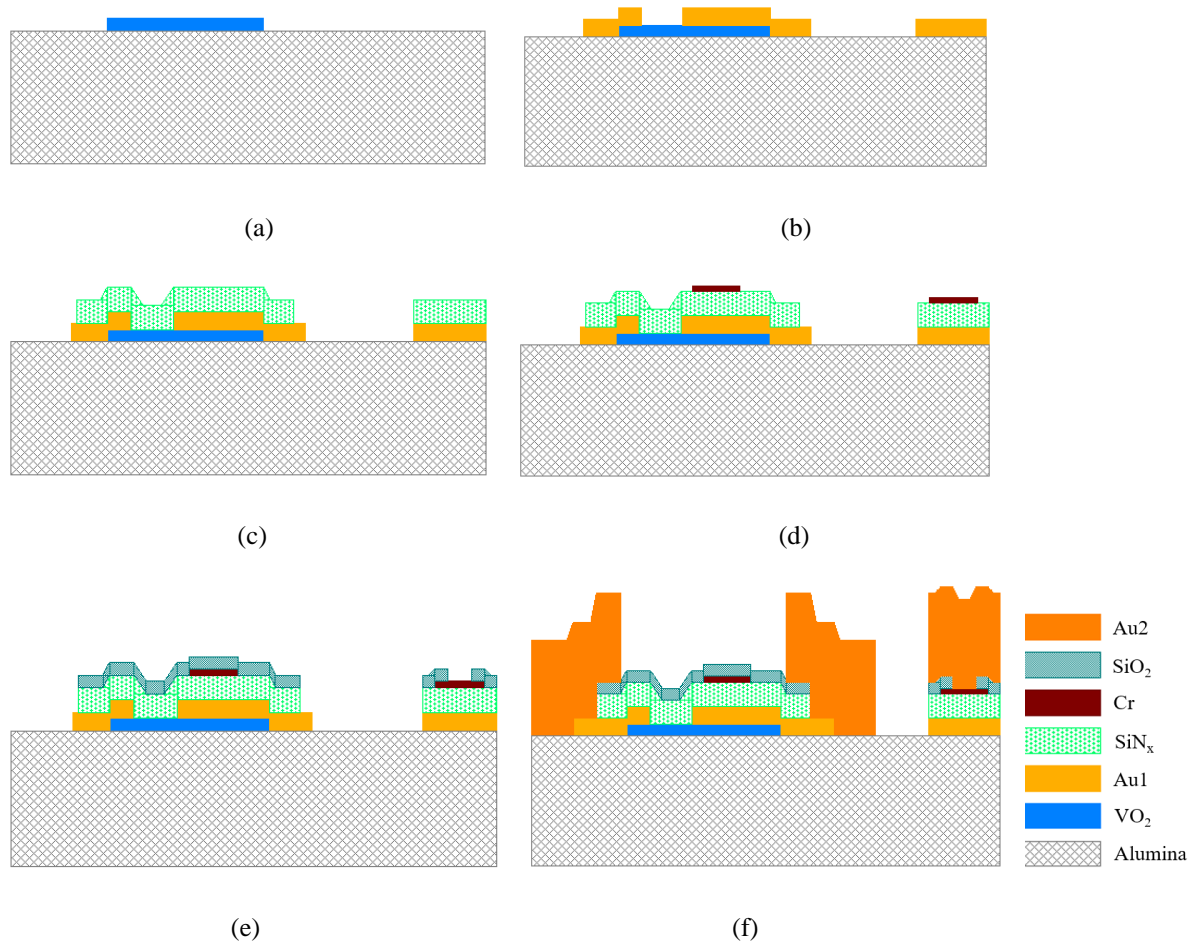 (a)
(b)
(c)
(d)
(e)
(f)
Au2
SiO₂
Cr
SiNₓ
Au1
VO₂
Alumina